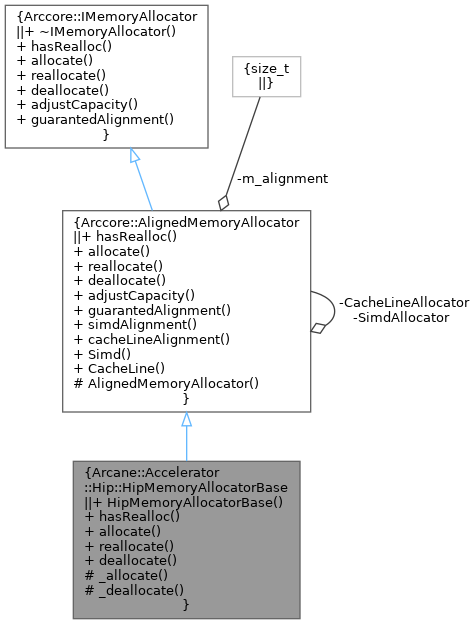 {Arccore::IMemoryAllocator
||+ ~IMemoryAllocator()
+ hasRealloc()
+ allocate()
+ reallocate()
+ deallocate()
+ adjustCapacity()
+ guarantedAlignment()
}
{size_t
||}
-m_alignment
{Arccore::AlignedMemoryAllocator
||+ hasRealloc()
+ allocate()
+ reallocate()
+ deallocate()
+ adjustCapacity()
+ guarantedAlignment()
+ simdAlignment()
+ cacheLineAlignment()
+ Simd()
+ CacheLine()
# AlignedMemoryAllocator()
}
-CacheLineAllocator
-SimdAllocator
{Arcane::Accelerator
::Hip::HipMemoryAllocatorBase
||+ HipMemoryAllocatorBase()
+ hasRealloc()
+ allocate()
+ reallocate()
+ deallocate()
# _allocate()
# _deallocate()
}